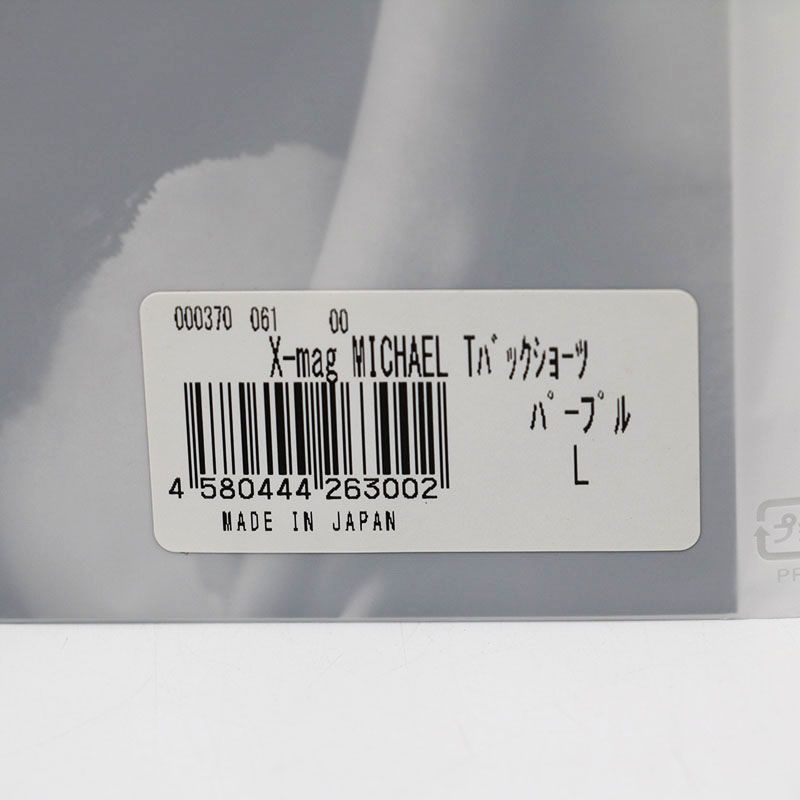 000370 061 00
X-mag MICHAEL Tﾊﾞｯｸｼｮｰﾂ
ﾊﾟｰﾌﾟﾙ
L
4 580444 263002
MADE IN JAPAN
プ